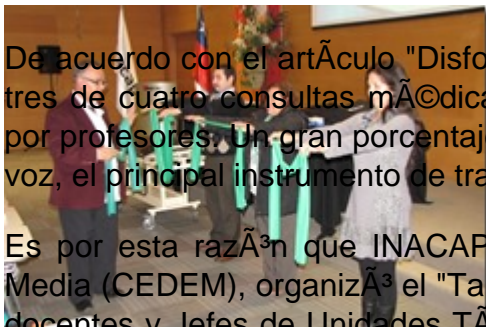 De acuerdo con el artÃculo "Disfo
tres de cuatro consultas mÃ©dica
por profesores. Un gran porcentaj
voz, el principal instrumento de tra
Es por esta razÃ³n que INACAP
Media (CEDEM), organizÃ³ el "Ta
docentes y Jefes de Unidades TÃ